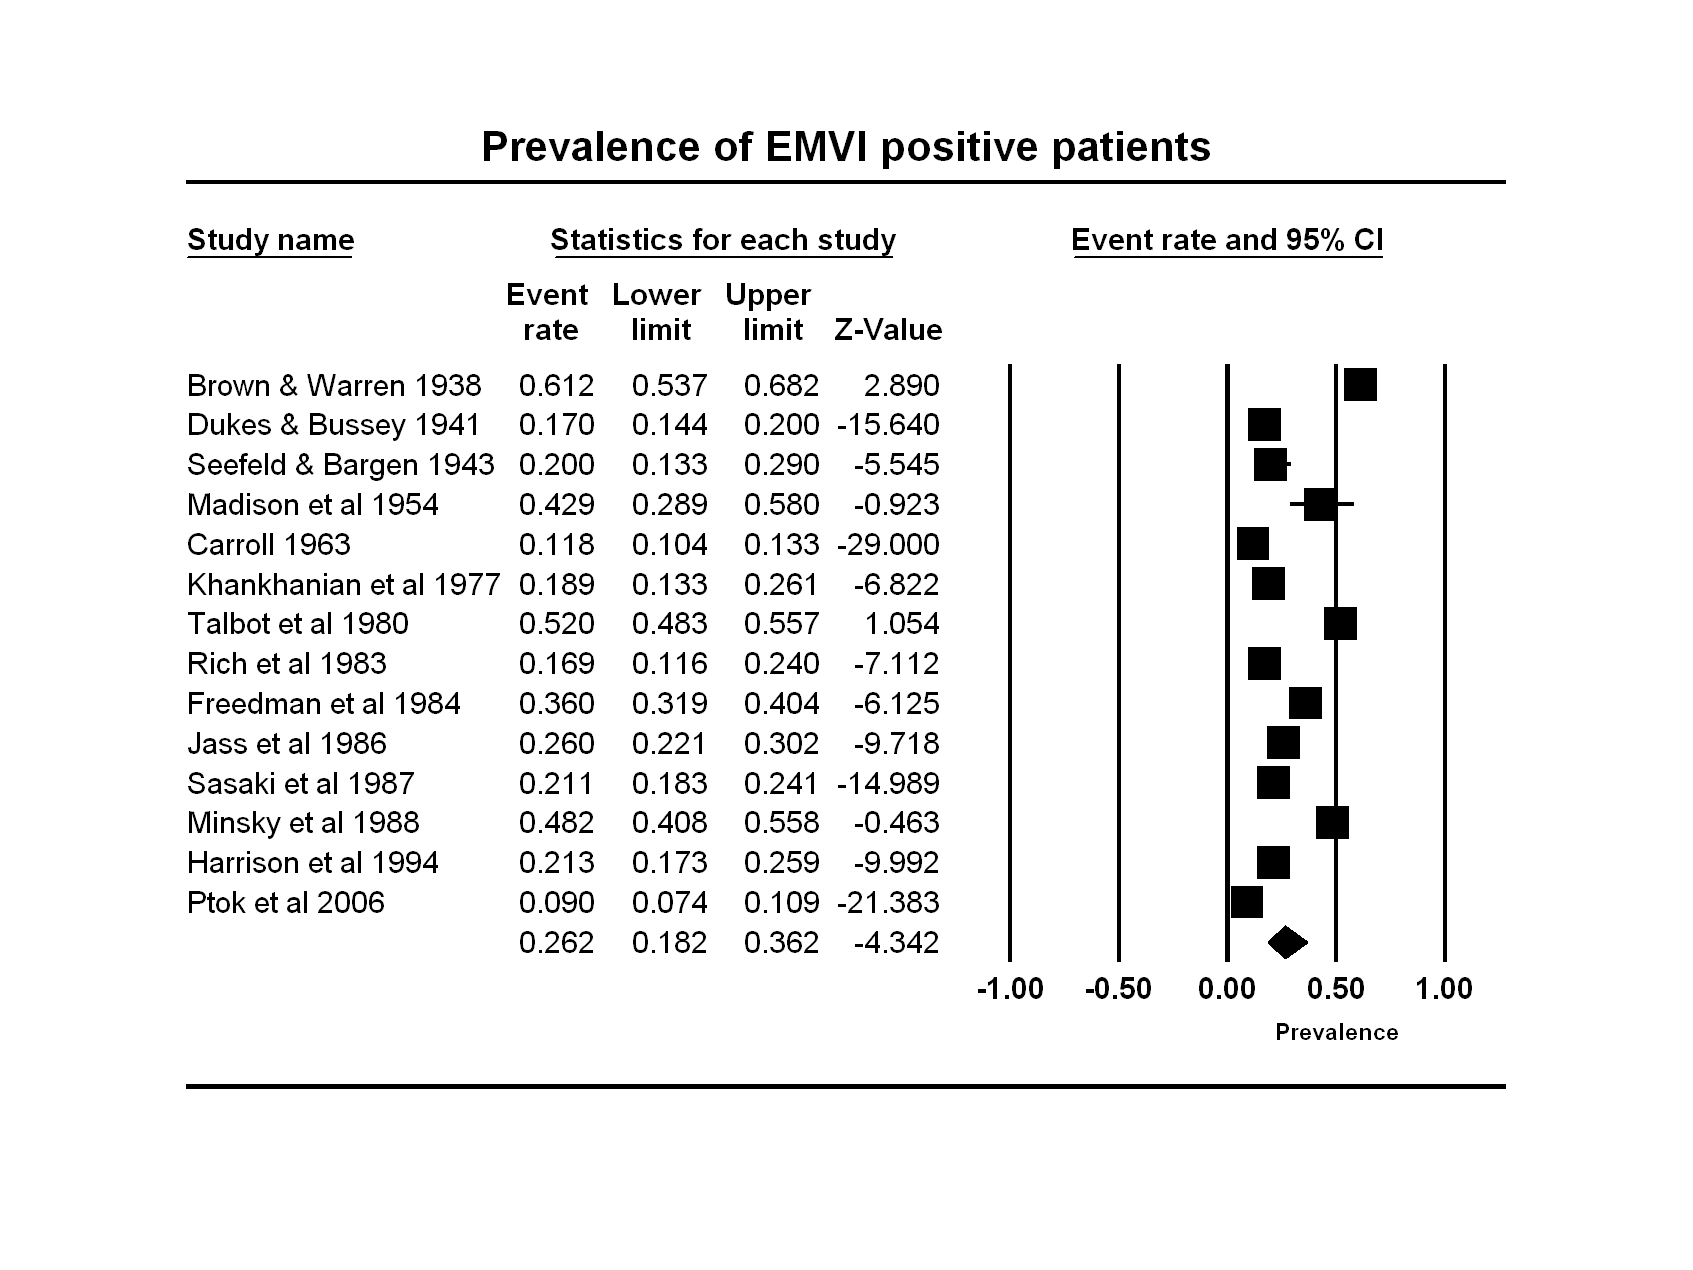 Prevalence of EMVI positive patients
Study name Statistics for each study Event rate and 95% CI
Event Lower Upper
rate limit limit Z-Value
Brown & Warren 1938 0.612 0.537 0.682 2.890
Dukes & Bussey 1941 0.170 0.144 0.200 -15.640
Seefeld & Bargen 1943 0.200 0.133 0.290 -5.545
Madison et al 1954 0.429 0.289 0.580 -0.923
Carroll 1963 0.118 0.104 0.133 -29.000
Khankhanian et al 1977 0.189 0.133 0.261 -6.822
Talbot et al 1980 0.520 0.483 0.557 1.054
Rich et al 1983 0.169 0.116 0.240 -7.112
Freedman et al 1984 0.360 0.319 0.404 -6.125
Jass et al 1986 0.260 0.221 0.302 -9.718
Sasaki et al 1987 0.211 0.183 0.241 -14.989
Minsky et al 1988 0.482 0.408 0.558 -0.463
Harrison et al 1994 0.213 0.173 0.259 -9.992
Ptok et al 2006 0.090 0.074 0.109 -21.383
0.262 0.182 0.362 -4.342
-1.00 -0.50 0.00 0.50 1.00
Prevalence